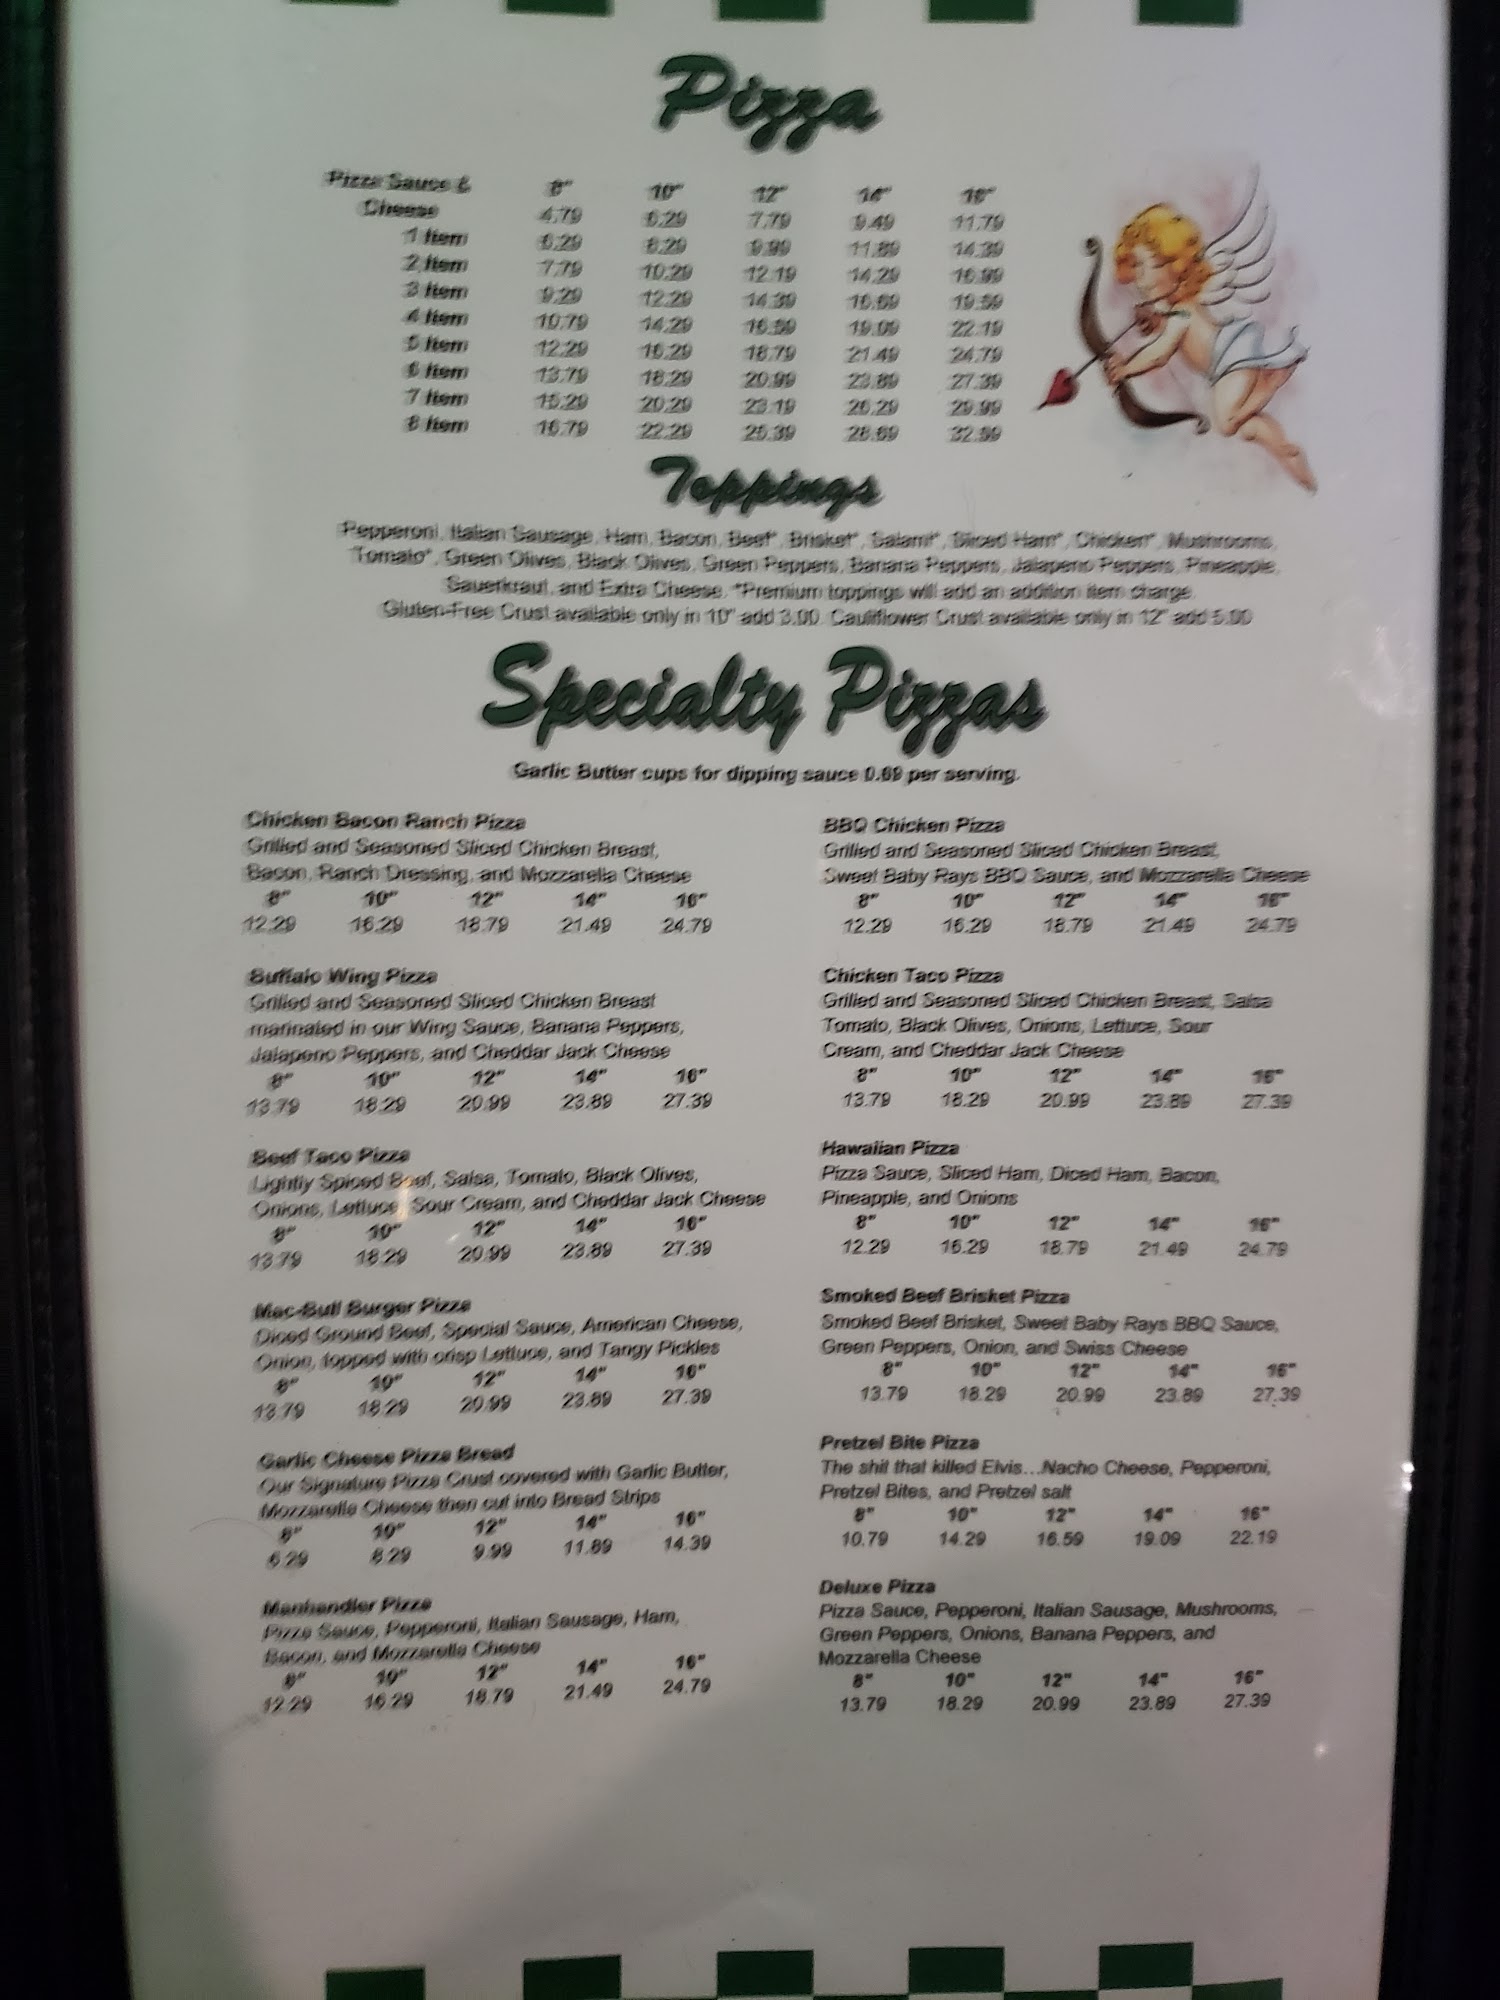 Pizza
Pizza Sauce & 8" 10" 12" 14" 16"
Cheese 4.79 6.29 7.79 9.49 11.79
1 Item 6.29 8.29 9.99 11.89 14.39
2 Item 7.79 10.29 12.19 14.29 16.99
3 Item 9.29 12.29 14.39 16.69 19.59
4 Item 10.79 14.29 16.59 19.09 22.19
5 Item 12.29 16.29 18.79 21.49 24.79
6 Item 13.79 18.29 20.99 23.89 27.39
7 Item 15.29 20.29 23.19 26.29 29.99
8 Item 16.79 22.29 25.39 28.69 32.59
Toppings
Pepperoni, Italian Sausage, Ham, Bacon, Beef*, Brisket*, Salami*, Sliced Ham*, Chicken*, Mushrooms,
Tomato*, Green Olives, Black Olives, Green Peppers, Banana Peppers, Jalapeno Peppers, Pineapple,
Sauerkraut, and Extra Cheese. *Premium toppings will add an addition item charge.
Gluten-Free Crust available only in 10" add 3.00. Cauliflower Crust available only in 12" add 5.00
Specialty Pizzas
Garlic Butter cups for dipping sauce 0.69 per serving.
Chicken Bacon Ranch Pizza
Grilled and Seasoned Sliced Chicken Breast,
Bacon, Ranch Dressing, and Mozzarella Cheese
8" 10" 12" 14" 16"
12.29 16.29 18.79 21.49 24.79
Buffalo Wing Pizza
Grilled and Seasoned Sliced Chicken Breast
marinated in our Wing Sauce, Banana Peppers,
Jalapeno Peppers, and Cheddar Jack Cheese
8" 10" 12" 14" 16"
13.79 18.29 20.99 23.89 27.39
Beef Taco Pizza
Lightly Spiced Beef, Salsa, Tomato, Black Olives,
Onions, Lettuce, Sour Cream, and Cheddar Jack Cheese
8" 10" 12" 14" 16"
13.79 18.29 20.99 23.89 27.39
Mac-Bull Burger Pizza
Diced Ground Beef, Special Sauce, American Cheese,
Onion, topped with crisp Lettuce, and Tangy Pickles
8" 10" 12" 14" 16"
13.79 18.29 20.99 23.89 27.39
Garlic Cheese Pizza Bread
Our Signature Pizza Crust covered with Garlic Butter,
Mozzarella Cheese then cut into Bread Strips
8" 10" 12" 14" 16"
6.29 8.29 9.99 11.89 14.39
Manhandler Pizza
Pizza Sauce, Pepperoni, Italian Sausage, Ham,
Bacon, and Mozzarella Cheese
8" 10" 12" 14" 16"
12.29 16.29 18.79 21.49 24.79
BBQ Chicken Pizza
Grilled and Seasoned Sliced Chicken Breast,
Sweet Baby Rays BBQ Sauce, and Mozzarella Cheese
8" 10" 12" 14" 16"
12.29 16.29 18.79 21.49 24.79
Chicken Taco Pizza
Grilled and Seasoned Sliced Chicken Breast, Salsa
Tomato, Black Olives, Onions, Lettuce, Sour
Cream, and Cheddar Jack Cheese
8" 10" 12" 14" 16"
13.79 18.29 20.99 23.89 27.39
Hawaiian Pizza
Pizza Sauce, Sliced Ham, Diced Ham, Bacon,
Pineapple, and Onions
8" 10" 12" 14" 16"
12.29 16.29 18.79 21.49 24.79
Smoked Beef Brisket Pizza
Smoked Beef Brisket, Sweet Baby Rays BBQ Sauce,
Green Peppers, Onion, and Swiss Cheese
8" 10" 12" 14" 16"
13.79 18.29 20.99 23.89 27.39
Pretzel Bite Pizza
The shit that killed Elvis...Nacho Cheese, Pepperoni,
Pretzel Bites, and Pretzel salt
8" 10" 12" 14" 16"
10.79 14.29 16.59 19.09 22.19
Deluxe Pizza
Pizza Sauce, Pepperoni, Italian Sausage, Mushrooms,
Green Peppers, Onions, Banana Peppers, and
Mozzarella Cheese
8" 10" 12" 14" 16"
13.79 18.29 20.99 23.89 27.39